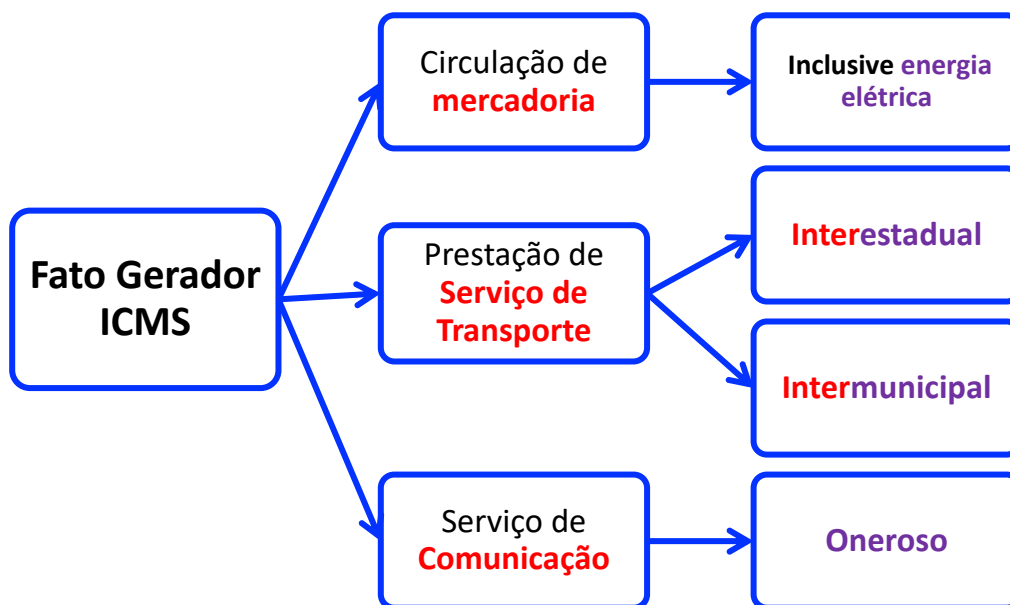 Fato Gerador
ICMS
Circulação de
mercadoria
Inclusive energia
elétrica
Prestação de
Serviço de
Transporte
Interestadual
Intermunicipal
Serviço de
Comunicação
Oneroso